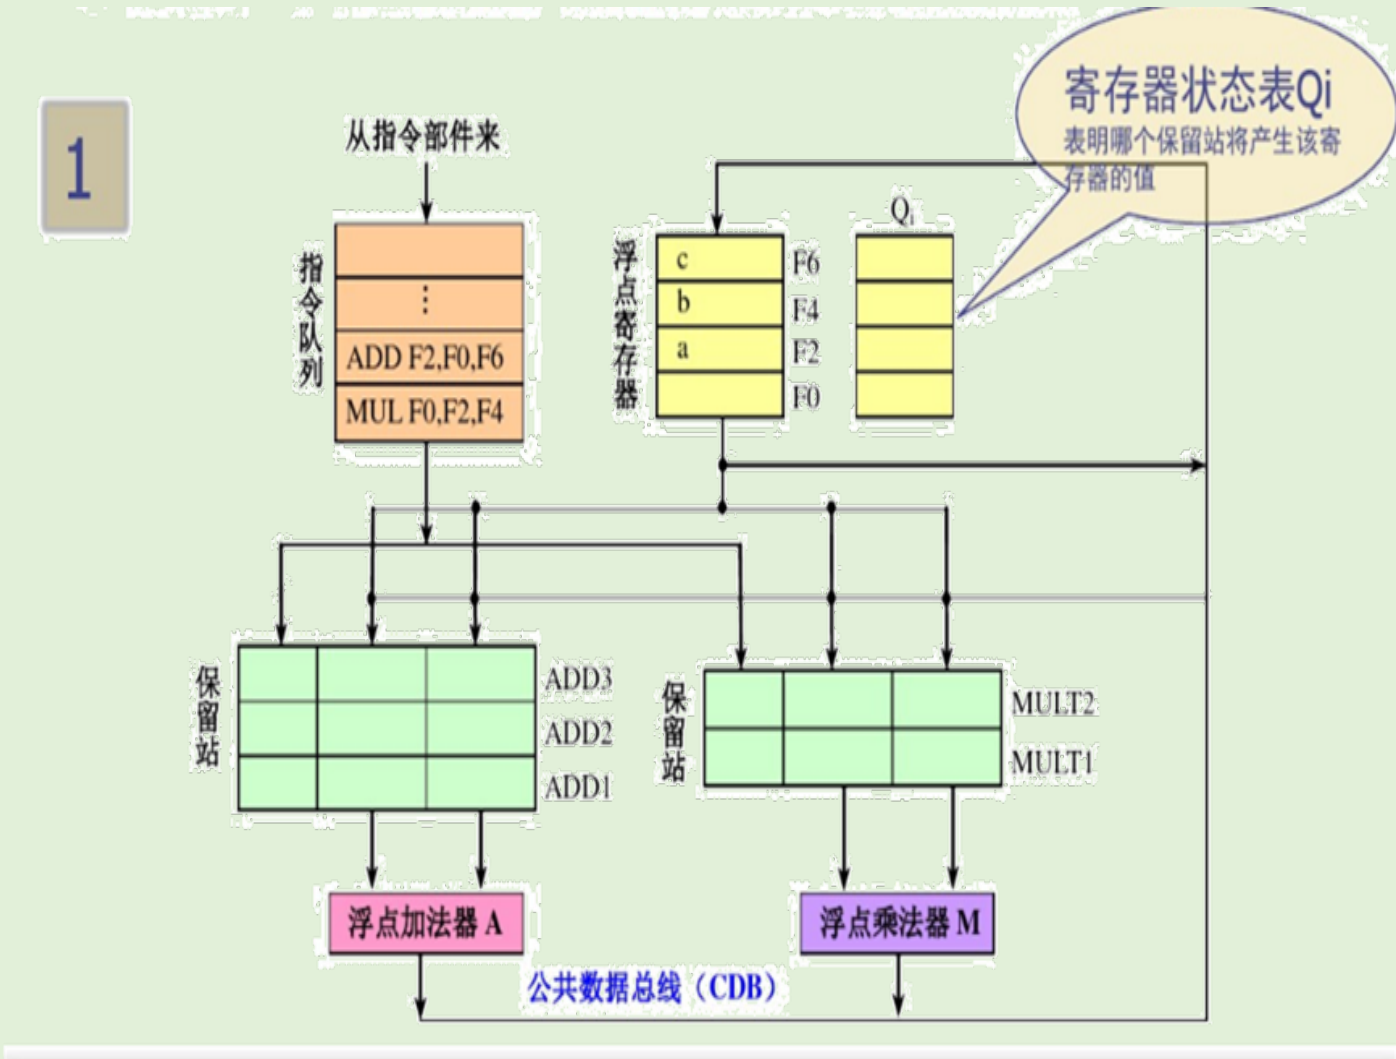 1
寄存器状态表Qi
表明哪个保留站将产生该寄
存器的值
从指令部件来
指令队列
⋮
ADD F2,F0,F6
MUL F0,F2,F4
浮点寄存器
c
b
a
F6
F4
F2
F0
Qi
保留站
ADD3
ADD2
ADD1
保留站
MULT2
MULT1
浮点加法器 A
浮点乘法器 M
公共数据总线（CDB）